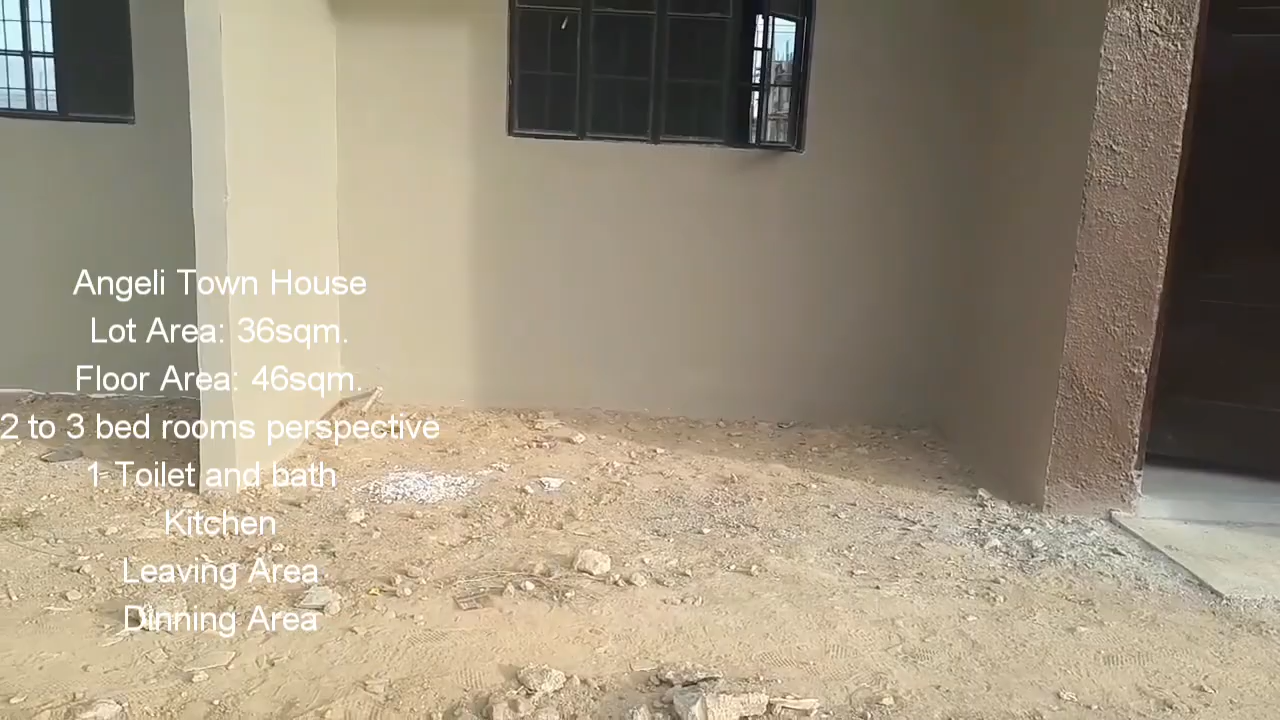 Angeli Town House
Lot Area: 36sqm.
Floor Area: 46sqm.
2 to 3 bed rooms perspective
1 Toilet and bath
Kitchen
Leaving Area
Dinning Area